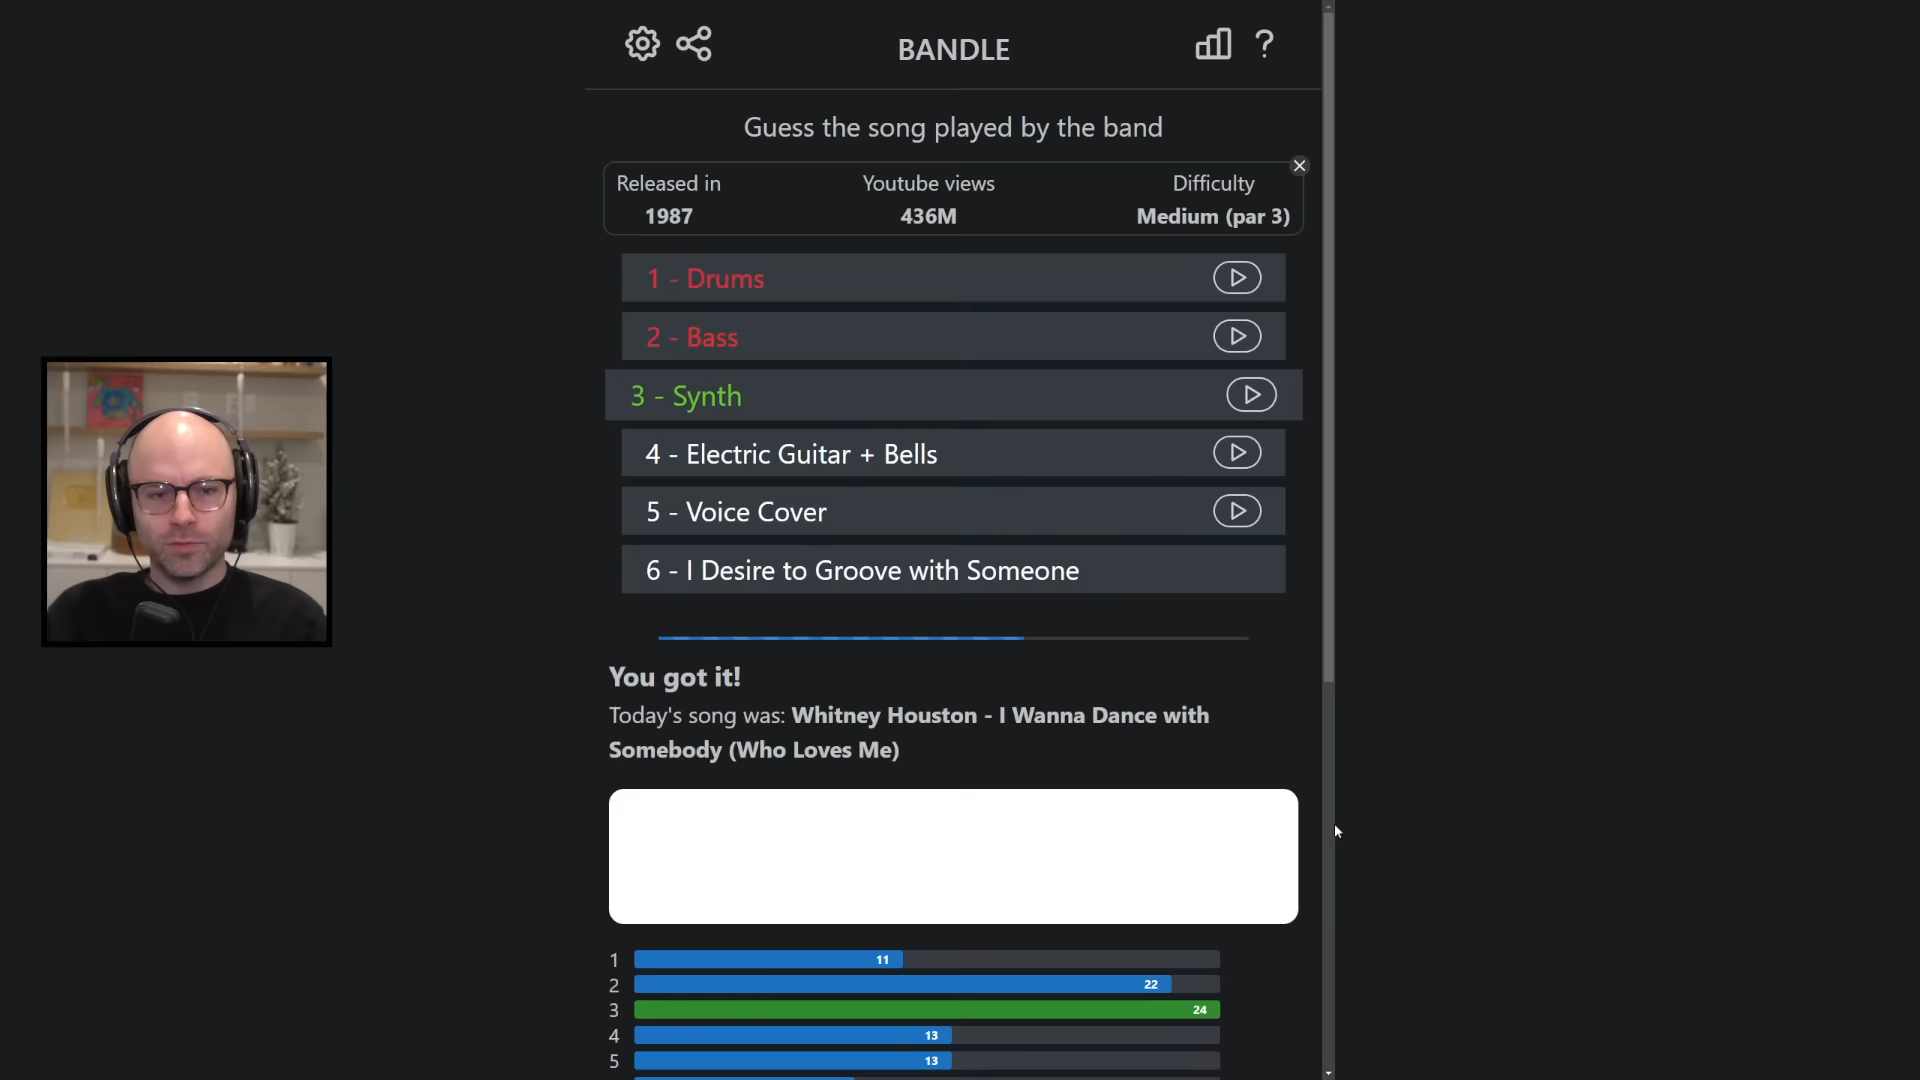 BANDLE
?
Guess the song played by the band
Released in
1987
Youtube views
436M
Difficulty
Medium (par 3)
1 - Drums
2 - Bass
3 - Synth
4 - Electric Guitar + Bells
5 - Voice Cover
6 - I Desire to Groove with Someone
You got it!
Today's song was: Whitney Houston - I Wanna Dance with
Somebody (Who Loves Me)
1 11
2 22
3 24
4 13
5 13